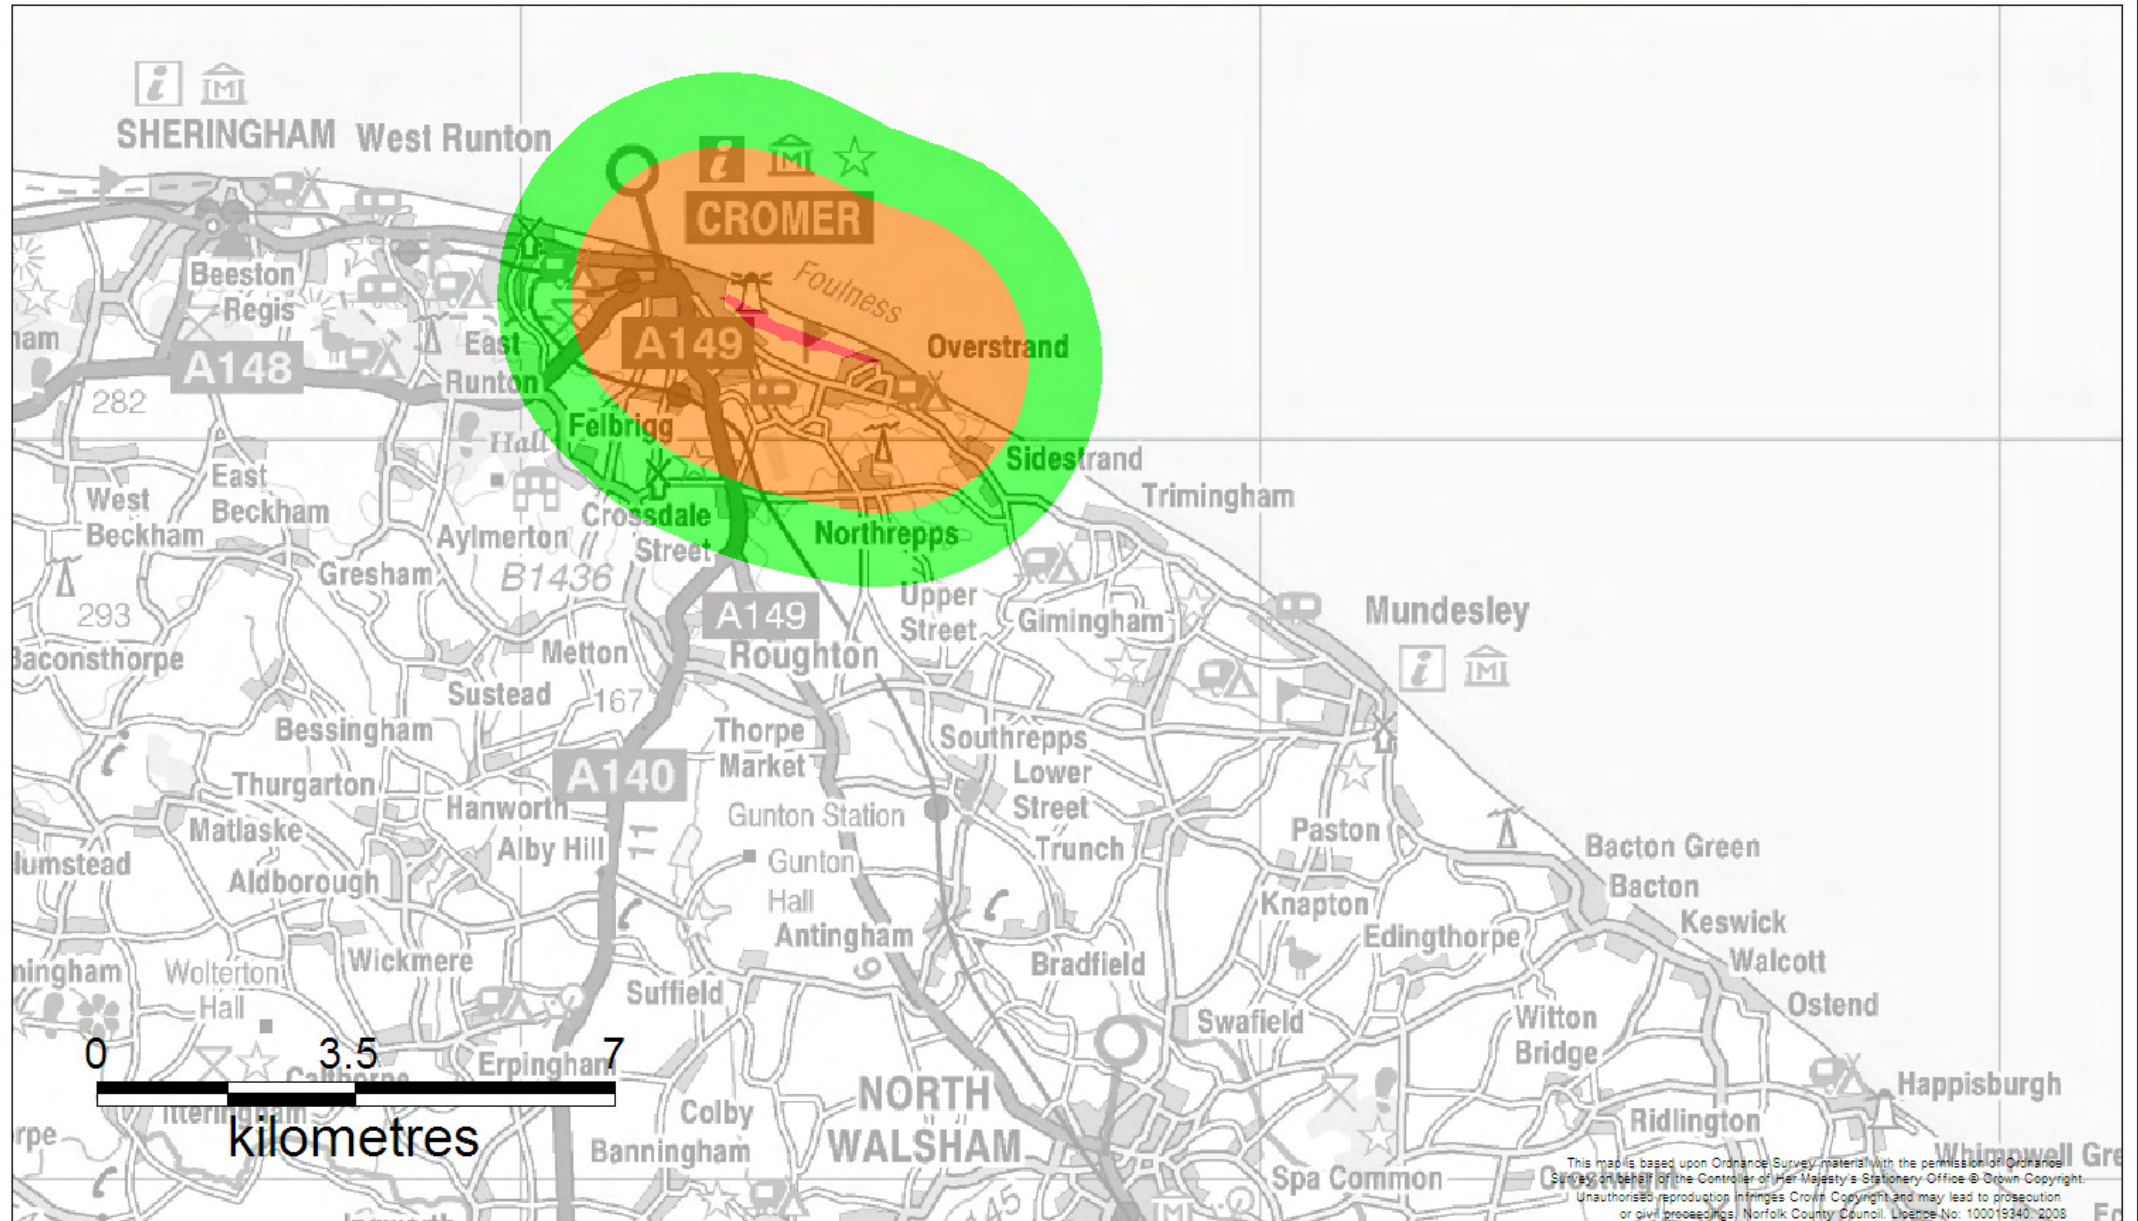 SHERINGHAM West Runton
CROMER
Foulness
Beeston
Regis
A148
282
East
Runton
A149
Overstrand
Felbrigg
Hall
Sidestrand
Trimingham
West
Beckham
East
Beckham
Aylmerton
Crossdale
Street
Northrepps
Gresham
B1436
293
A149
Upper
Street
Gimingham
Mundesley
Baconsthorpe
Metton
Roughton
Sustead
167
Bessingham
Thorpe
Market
Southrepps
Lower
Street
Thurgarton
A140
Hanworth
Gunton Station
Matlaske
Alby Hill
11
Trunch
Paston
Bacton Green
Gunton
Hall
Aldborough
Bacton
Knapton
Keswick
Antingham
Edingthorpe
Walcott
Wolterton
Hall
Wickmere
9
Bradfield
Suffield
Ostend
Swafield
Witton
Bridge
0 3.5 7
kilometres
Calthorpe
Erpingham
Itteringham
NORTH
WALSHAM
Colby
Banningham
Happisburgh
Ridlington
Whimpwell Gre
Spa Common
This map is based upon Ordnance Survey material with the permission of Ordnance
Survey on behalf of the Controller of Her Majesty's Stationery Office © Crown Copyright.
Unauthorised reproduction infringes Crown Copyright and may lead to prosecution
or civil proceedings, Norfolk County Council. Licence No: 100019340. 2008